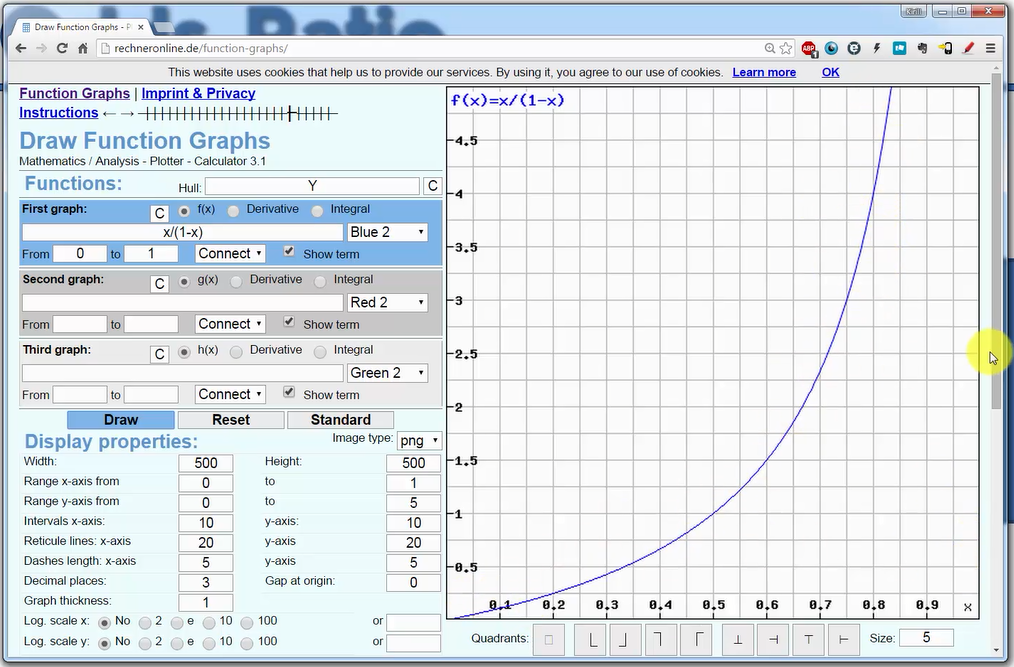 Odds Ratio
Draw Function Graphs - P
Kirill
rechneronline.de/function-graphs/
ABP
1
This website uses cookies that help us to provide our services. By using it, you agree to our use of cookies. Learn more OK
Function Graphs | Imprint & Privacy
Instructions ← →
Draw Function Graphs
Mathematics / Analysis - Plotter - Calculator 3.1
Functions:
Hull: Y C
First graph: C f(x) Derivative Integral
x/(1-x) Blue 2
From 0 to 1 Connect Show term
Second graph: C g(x) Derivative Integral
Red 2
From to Connect Show term
Third graph: C h(x) Derivative Integral
Green 2
From to Connect Show term
Draw Reset Standard
Display properties: Image type: png
Width: 500 Height: 500
Range x-axis from 0 to 1
Range y-axis from 0 to 5
Intervals x-axis: 10 y-axis: 10
Reticule lines: x-axis 20 y-axis 20
Dashes length: x-axis 5 y-axis 5
Decimal places: 3 Gap at origin: 0
Graph thickness: 1
Log. scale x: No 2 e 10 100 or
Log. scale y: No 2 e 10 100 or
f(x)=x/(1-x)
4.5
4
3.5
3
2.5
2
1.5
1
0.5
0.1 0.2 0.3 0.4 0.5 0.6 0.7 0.8 0.9 x
Quadrants: Size: 5